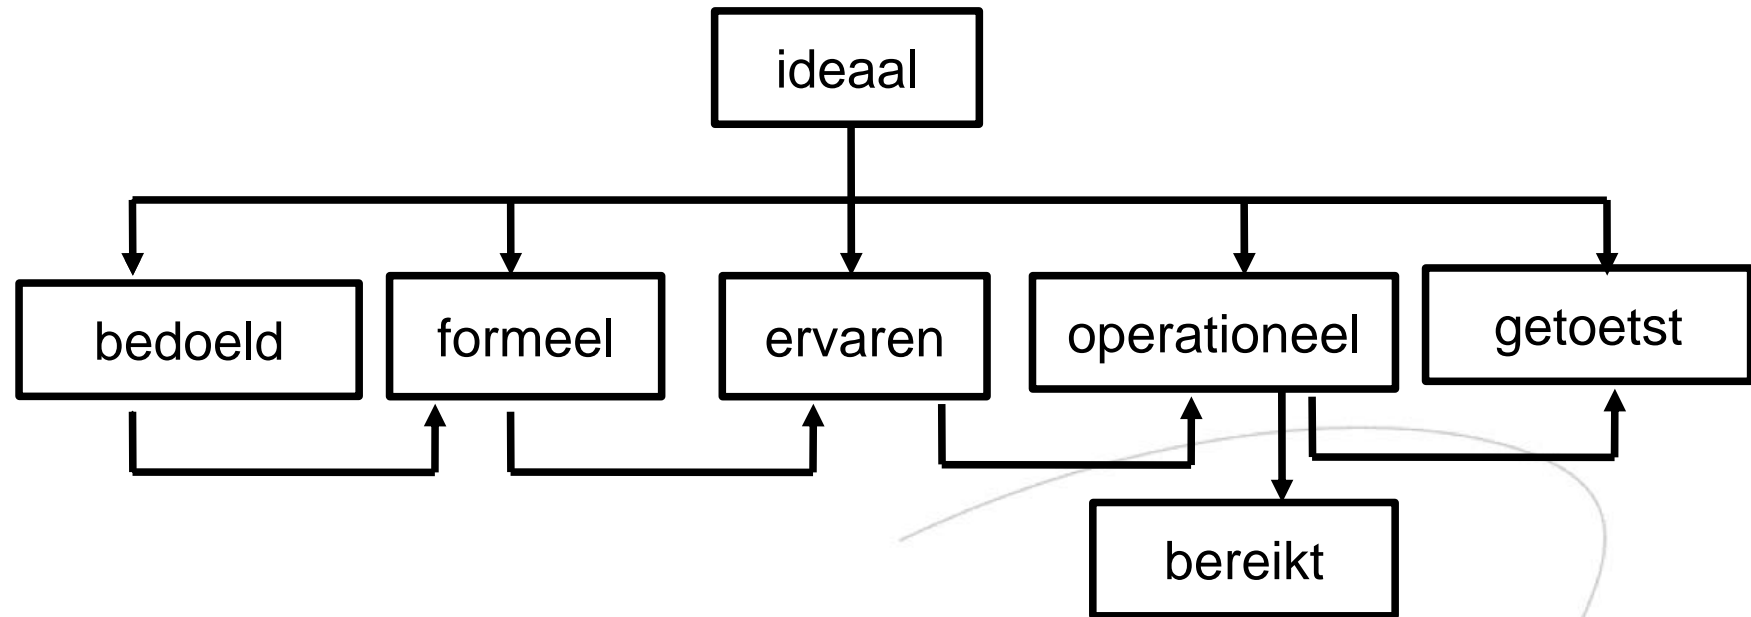 ideaal
bedoeld
formeel
ervaren
operationeel
getoetst
bereikt